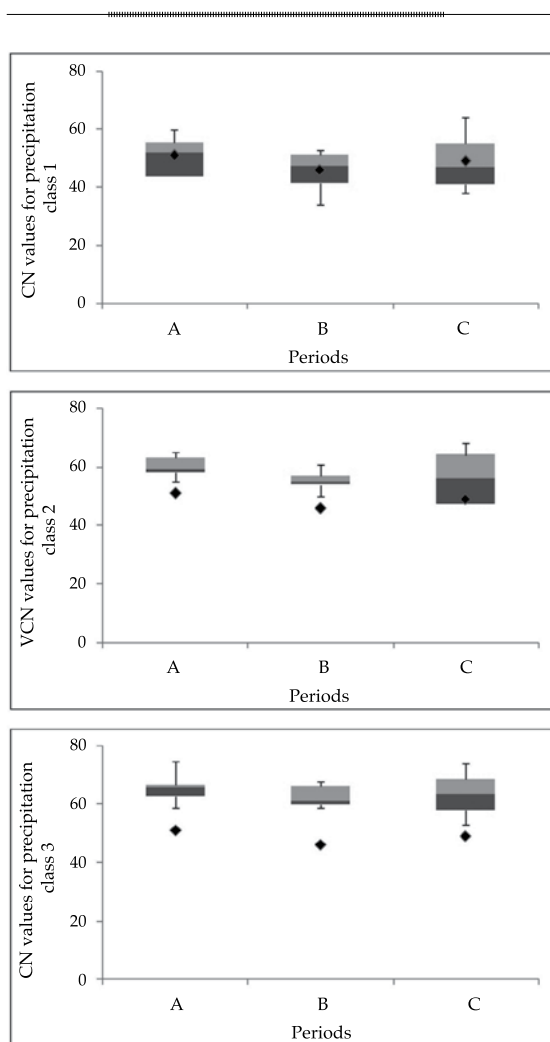 80
60
40
20
0
CN values for precipitation
class 1
A B C
Periods
80
60
40
20
0
VCN values for precipitation
class 2
A B C
Periods
80
60
40
20
0
CN values for precipitation
class 3
A B C
Periods